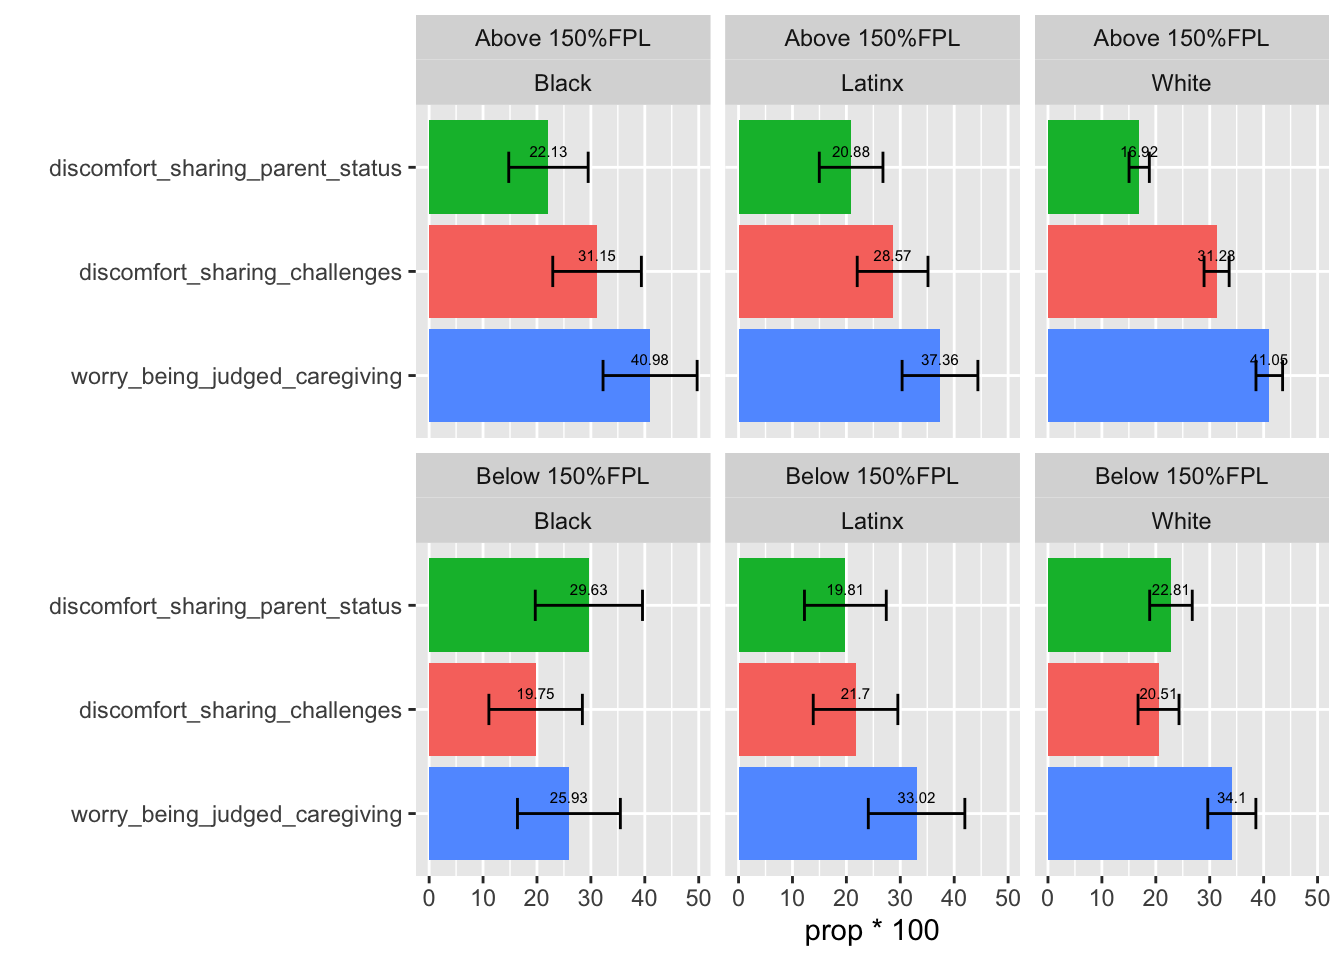 Above 150%FPL Above 150%FPL Above 150%FPL
Black Latinx White
discomfort_sharing_parent_status 22.13 20.88 16.92
discomfort_sharing_challenges 31.15 28.57 31.28
worry_being_judged_caregiving 40.98 37.36 41.05
Below 150%FPL Below 150%FPL Below 150%FPL
Black Latinx White
discomfort_sharing_parent_status 29.63 19.81 22.81
discomfort_sharing_challenges 19.75 21.7 20.51
worry_being_judged_caregiving 25.93 33.02 34.1
0 10 20 30 40 50 0 10 20 30 40 50 0 10 20 30 40 50
prop * 100